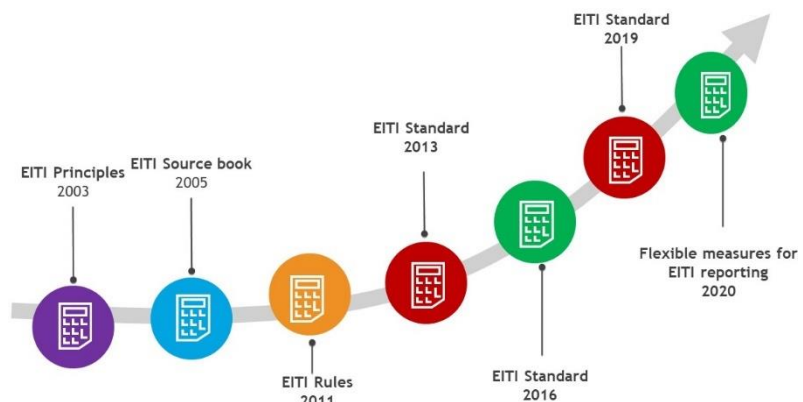 EITI Principles
2003
EITI Source book
2005
EITI Rules
2011
EITI Standard
2013
EITI Standard
2016
EITI Standard
2019
Flexible measures for
EITI reporting
2020